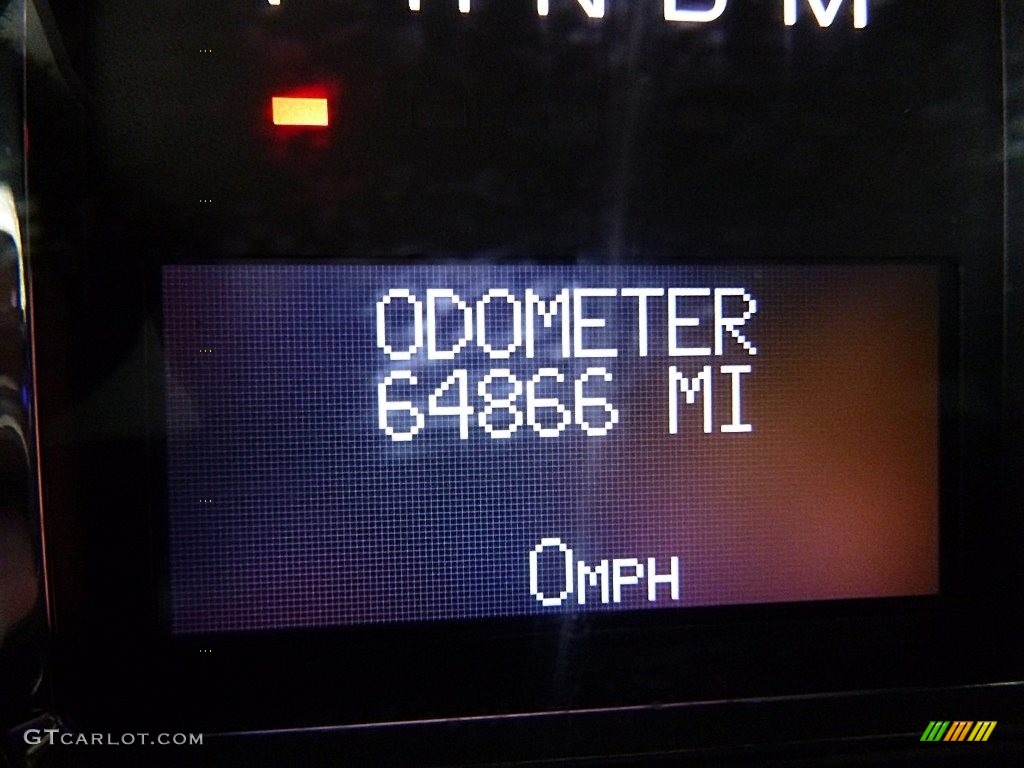 P R N D M
ODOMETER
64866 MI
0MPH
GTCARLOT.COM